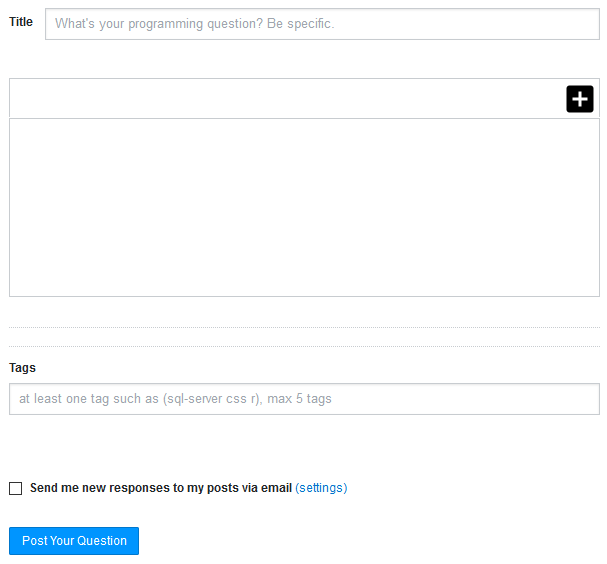 Title What's your programming question? Be specific.
Tags
at least one tag such as (sql-server css r), max 5 tags
Send me new responses to my posts via email (settings)
Post Your Question